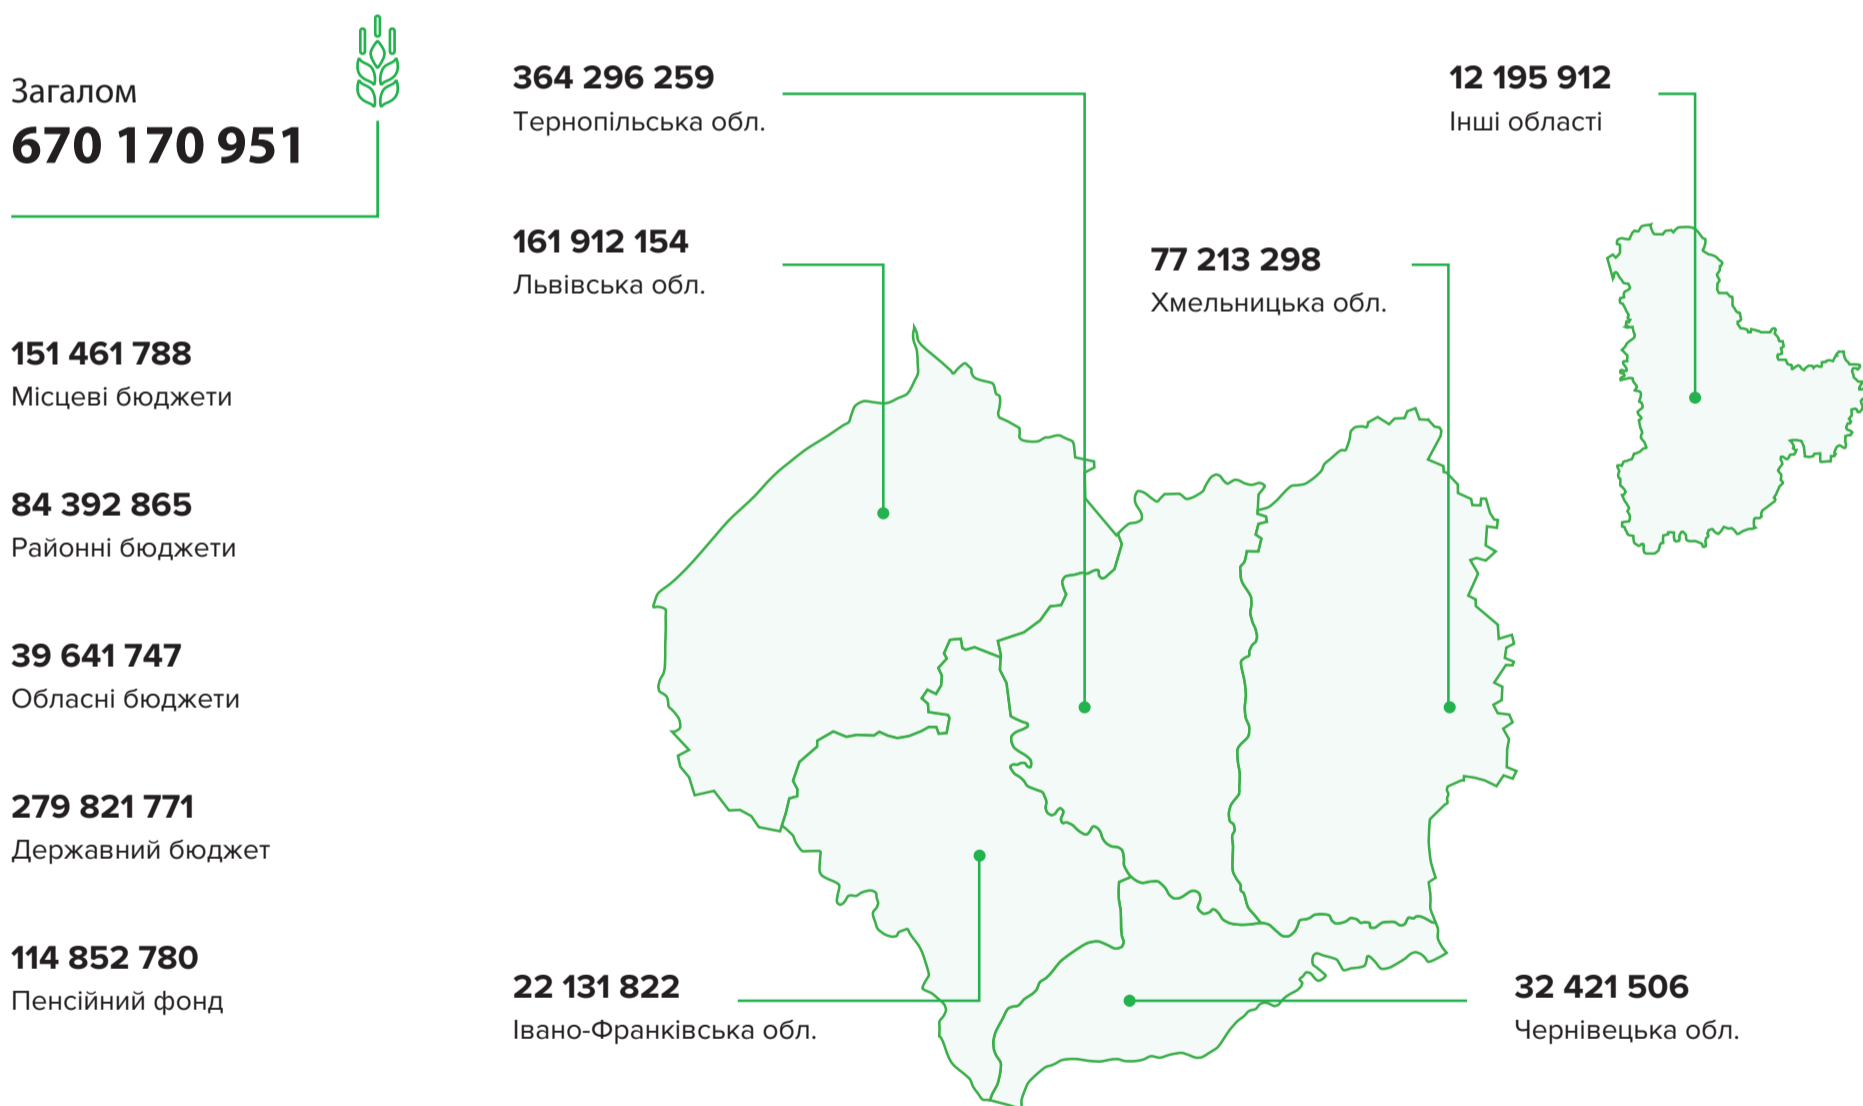 Загалом
670 170 951
151 461 788
Місцеві бюджети
84 392 865
Районні бюджети
39 641 747
Обласні бюджети
279 821 771
Державний бюджет
114 852 780
Пенсійний фонд
364 296 259
Тернопільська обл.
12 195 912
Інші області
161 912 154
Львівська обл.
77 213 298
Хмельницька обл.
22 131 822
Івано-Франківська обл.
32 421 506
Чернівецька обл.